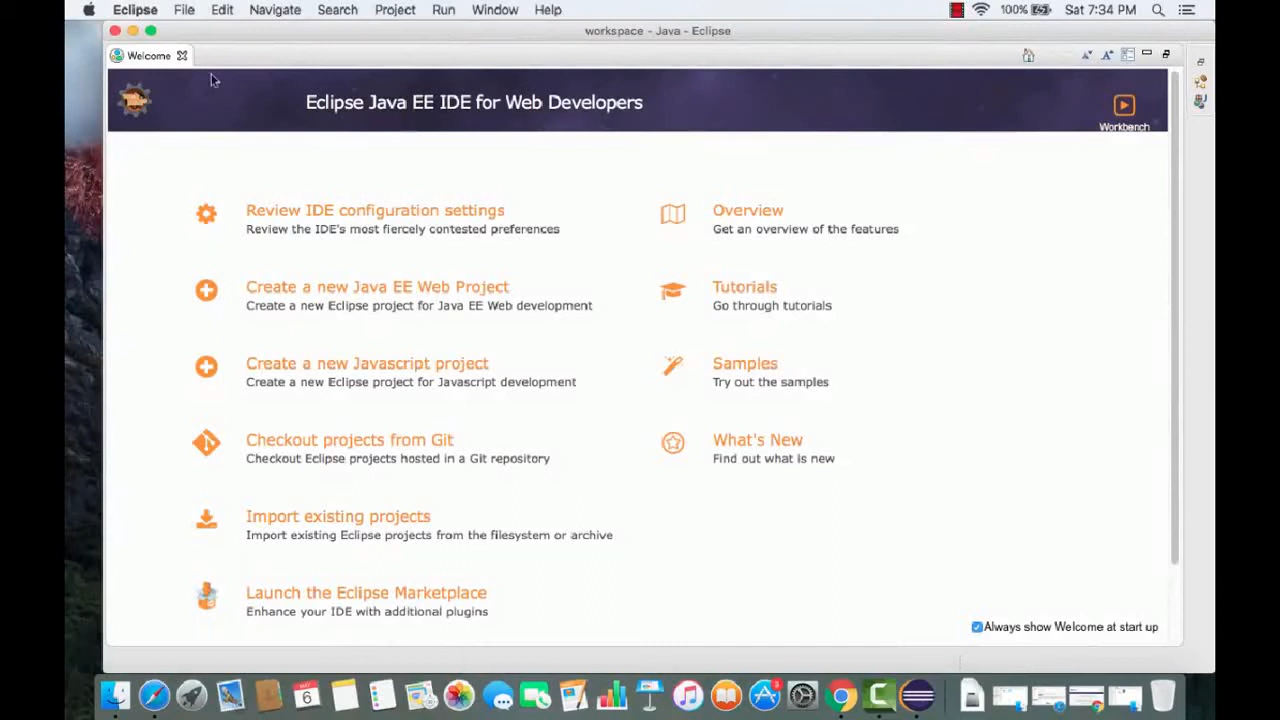 Eclipse File Edit Navigate Search Project Run Window Help 100% Sat 7:34 PM
workspace - Java - Eclipse
Welcome
Eclipse Java EE IDE for Web Developers
Workbench
Review IDE configuration settings
Review the IDE's most fiercely contested preferences
Overview
Get an overview of the features
Create a new Java EE Web Project
Create a new Eclipse project for Java EE Web development
Tutorials
Go through tutorials
Create a new Javascript project
Create a new Eclipse project for Javascript development
Samples
Try out the samples
Checkout projects from Git
Checkout Eclipse projects hosted in a Git repository
What's New
Find out what is new
Import existing projects
Import existing Eclipse projects from the filesystem or archive
Launch the Eclipse Marketplace
Enhance your IDE with additional plugins
Always show Welcome at start up
6